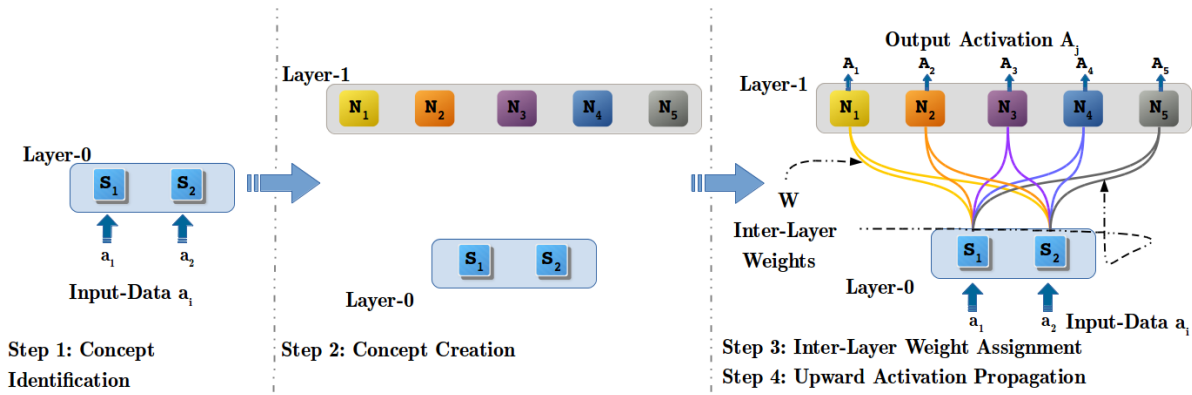 Layer-0
S1 S2
a1 a2
Input-Data ai
Step 1: Concept
Identification
Layer-1
N1 N2 N3 N4 N5
S1 S2
Layer-0
Step 2: Concept Creation
Output Activation Aj
A1 A2 A3 A4 A5
Layer-1
N1 N2 N3 N4 N5
W
Inter-Layer
Weights
S1 S2
Layer-0
a1 a2
Input-Data ai
Step 3: Inter-Layer Weight Assignment
Step 4: Upward Activation Propagation